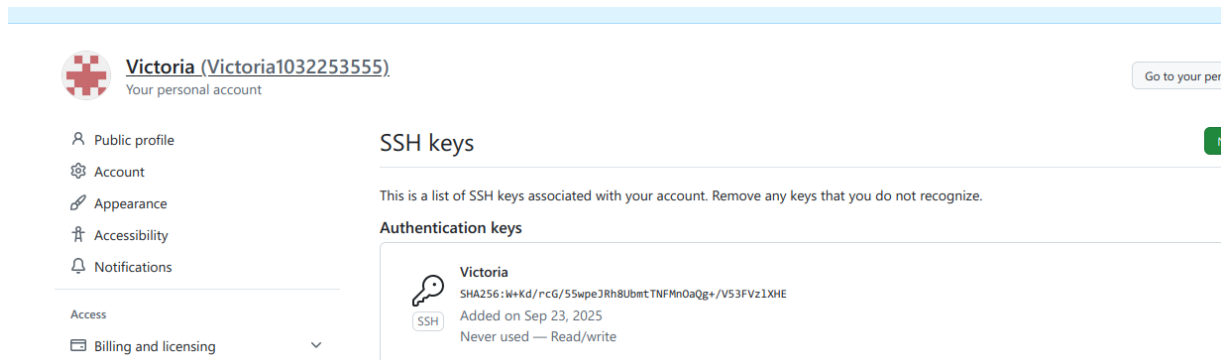 Victoria (Victoria1032253555)
Your personal account
Go to your per
Public profile
Account
Appearance
Accessibility
Notifications
Access
Billing and licensing
SSH keys
This is a list of SSH keys associated with your account. Remove any keys that you do not recognize.
Authentication keys
Victoria
SHA256:W+Kd/rcG/55wpeJRh8UbmtTNFMnOaQg+/V53FVzlXHE
SSH
Added on Sep 23, 2025
Never used — Read/write